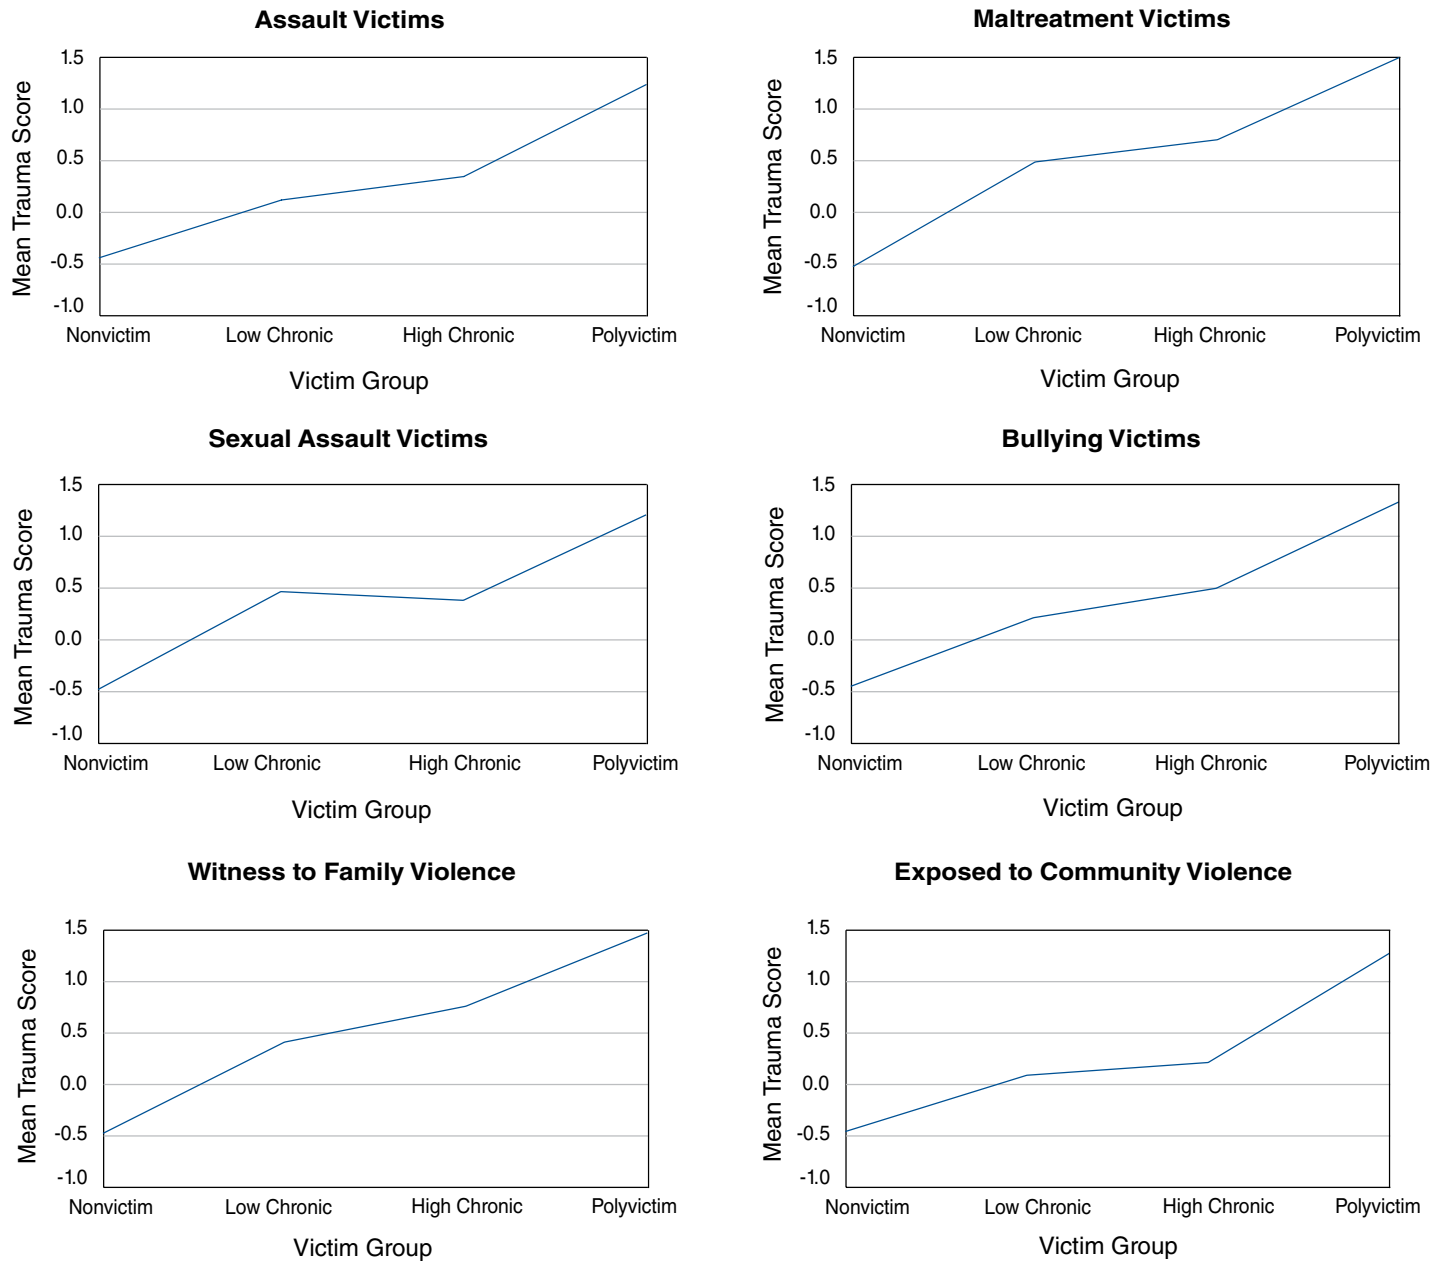 Assault Victims
Mean Trauma Score
1.5
1.0
0.5
0.0
-0.5
-1.0
Nonvictim Low Chronic High Chronic Polyvictim
Victim Group
Maltreatment Victims
Mean Trauma Score
1.5
1.0
0.5
0.0
-0.5
-1.0
Nonvictim Low Chronic High Chronic Polyvictim
Victim Group
Sexual Assault Victims
Mean Trauma Score
1.5
1.0
0.5
0.0
-0.5
-1.0
Nonvictim Low Chronic High Chronic Polyvictim
Victim Group
Bullying Victims
Mean Trauma Score
1.5
1.0
0.5
0.0
-0.5
-1.0
Nonvictim Low Chronic High Chronic Polyvictim
Victim Group
Witness to Family Violence
Mean Trauma Score
1.5
1.0
0.5
0.0
-0.5
-1.0
Nonvictim Low Chronic High Chronic Polyvictim
Victim Group
Exposed to Community Violence
Mean Trauma Score
1.5
1.0
0.5
0.0
-0.5
-1.0
Nonvictim Low Chronic High Chronic Polyvictim
Victim Group